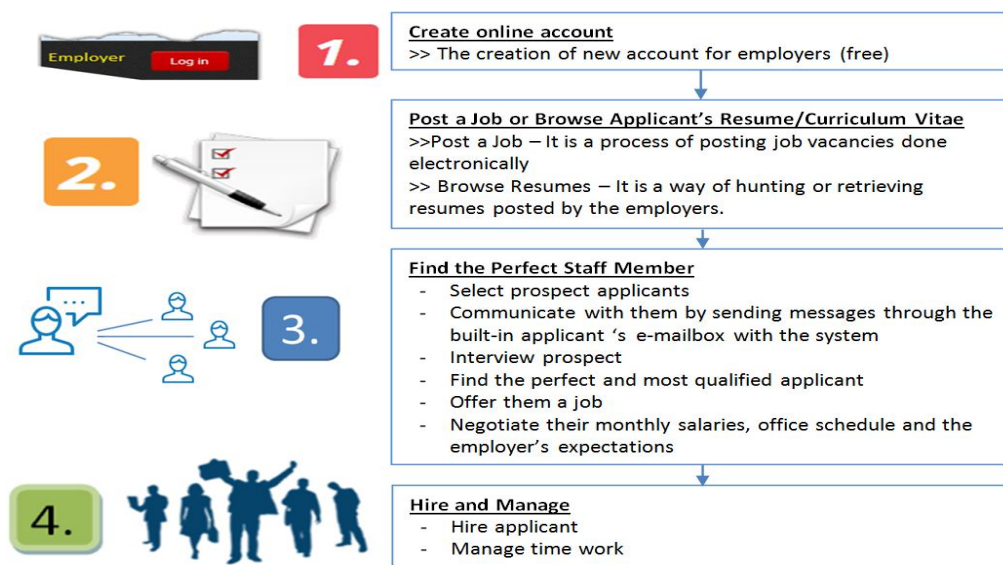 Employer
Log in
1.
Create online account
>> The creation of new account for employers (free)
2.
Post a Job or Browse Applicant's Resume/Curriculum Vitae
>>Post a Job – It is a process of posting job vacancies done
electronically
>> Browse Resumes – It is a way of hunting or retrieving
resumes posted by the employers.
3.
Find the Perfect Staff Member
- Select prospect applicants
- Communicate with them by sending messages through the
built-in applicant 's e-mailbox with the system
- Interview prospect
- Find the perfect and most qualified applicant
- Offer them a job
- Negotiate their monthly salaries, office schedule and the
employer's expectations
4.
Hire and Manage
- Hire applicant
- Manage time work